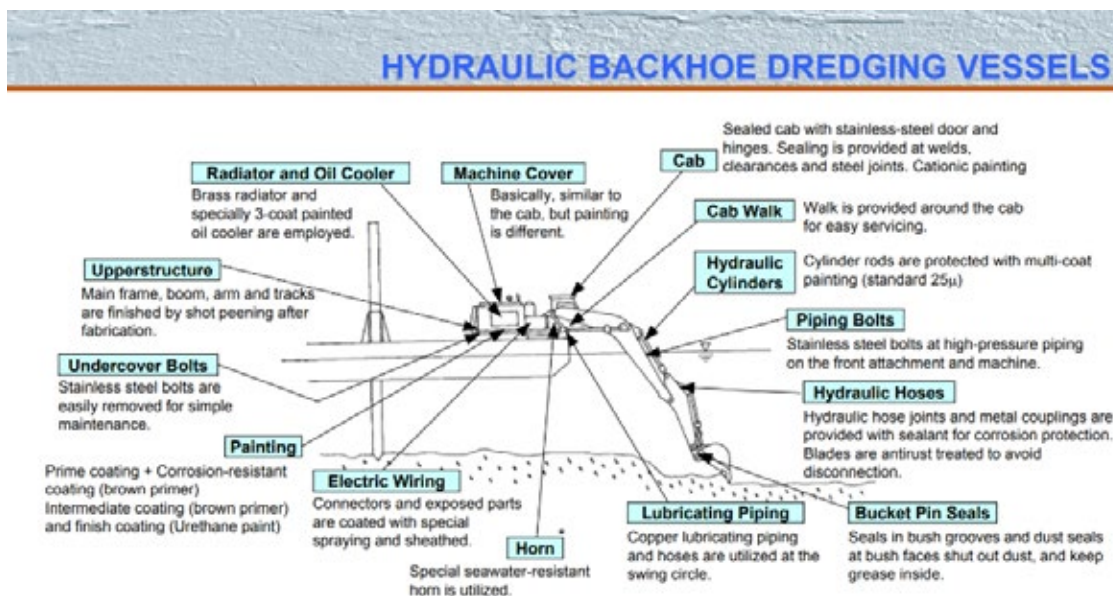 HYDRAULIC BACKHOE DREDGING VESSELS
Radiator and Oil Cooler
Brass radiator and
specially 3-coat painted
oil cooler are employed.
Machine Cover
Basically, similar to
the cab, but painting
is different.
Cab
Sealed cab with stainless-steel door and
hinges. Sealing is provided at welds,
clearances and steel joints. Cationic painting
Cab Walk
Walk is provided around the cab
for easy servicing.
Upperstructure
Main frame, boom, arm and tracks
are finished by shot peening after
fabrication.
Hydraulic
Cylinders
Cylinder rods are protected with multi-coat
painting (standard 25μ)
Piping Bolts
Stainless steel bolts at high-pressure piping
on the front attachment and machine.
Undercover Bolts
Stainless steel bolts are
easily removed for simple
maintenance.
Hydraulic Hoses
Hydraulic hose joints and metal couplings are
provided with sealant for corrosion protection.
Blades are antirust treated to avoid
disconnection.
Painting
Prime coating + Corrosion-resistant
coating (brown primer)
Intermediate coating (brown primer)
and finish coating (Urethane paint)
Electric Wiring
Connectors and exposed parts
are coated with special
spraying and sheathed.
Horn
Special seawater-resistant
horn is utilized.
Lubricating Piping
Copper lubricating piping
and hoses are utilized at the
swing circle.
Bucket Pin Seals
Seals in bush grooves and dust seals
at bush faces shut out dust, and keep
grease inside.